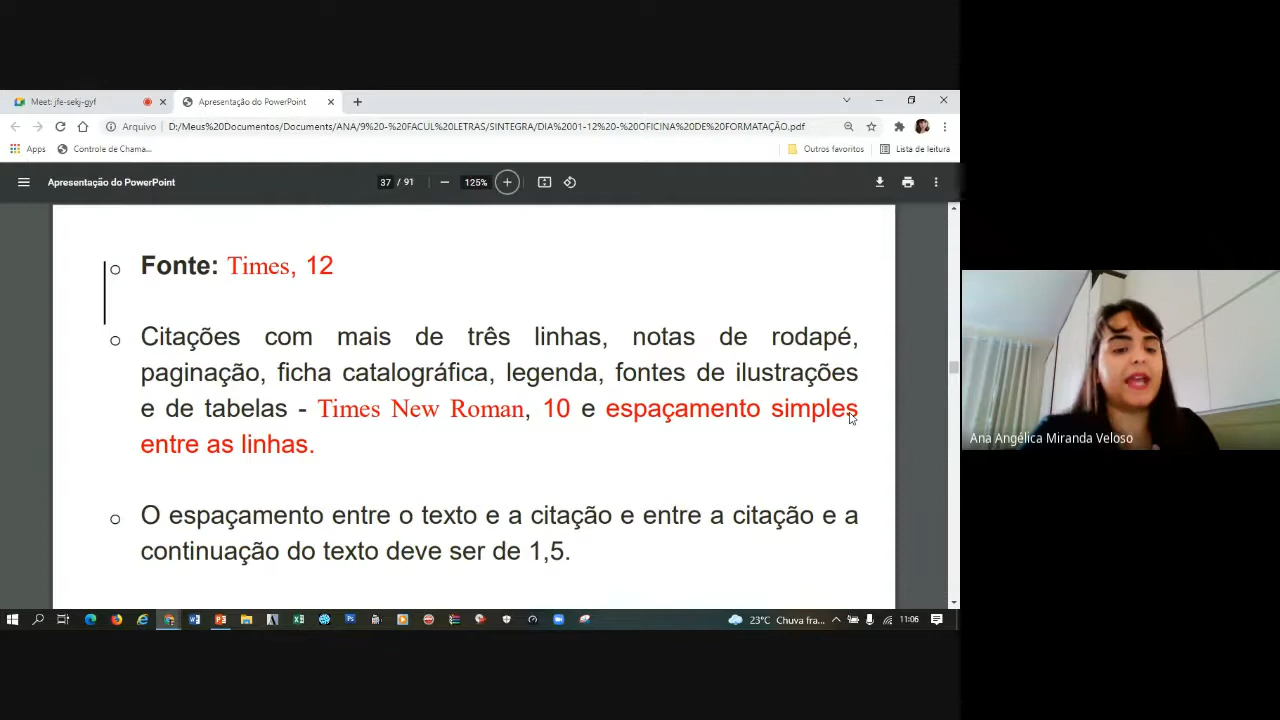 Meet: jfe-sekj-gyf
Apresentação do PowerPoint
Arquivo
D:/Meus%20Documentos/Documents/ANA/9%20-%20FACUL%20LETRAS/SINTEGRA/DIA%2001-12%20-%20OFICINA%20DE%20FORMATAÇÃO.pdf
Apps
Controle de Chama...
Outros favoritos
Lista de leitura
Apresentação do PowerPoint
37 / 91
125%
Fonte: Times, 12
Citações com mais de três linhas, notas de rodapé,
paginação, ficha catalográfica, legenda, fontes de ilustrações
e de tabelas - Times New Roman, 10 e espaçamento simples
entre as linhas.
O espaçamento entre o texto e a citação e entre a citação e a
continuação do texto deve ser de 1,5.
Ana Angélica Miranda Veloso
23°C Chuva fra...
11:06